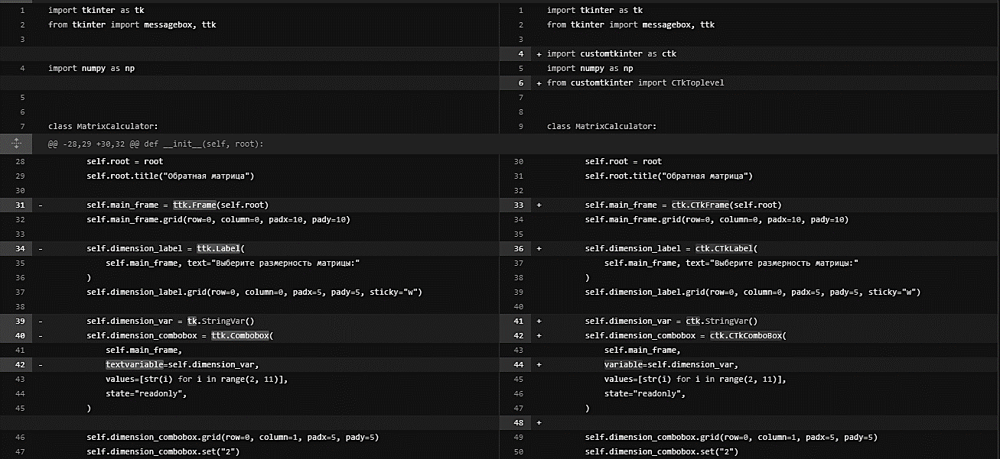 1 import tkinter as tk
2 from tkinter import messagebox, ttk
3
4 import numpy as np
5
6
7 class MatrixCalculator:
@@ -28,29 +30,32 @@ def __init__(self, root):
28 self.root = root
29 self.root.title("Обратная матрица")
30
31 - self.main_frame = ttk.Frame(self.root)
32 self.main_frame.grid(row=0, column=0, padx=10, pady=10)
33
34 - self.dimension_label = ttk.Label(
35 self.main_frame, text="Выберите размерность матрицы:"
36 )
37 self.dimension_label.grid(row=0, column=0, padx=5, pady=5, sticky="w")
38
39 - self.dimension_var = tk.StringVar()
40 - self.dimension_combobox = ttk.Combobox(
41 self.main_frame,
42 - textvariable=self.dimension_var,
43 values=[str(i) for i in range(2, 11)],
44 state="readonly",
45 )
46 self.dimension_combobox.grid(row=0, column=1, padx=5, pady=5)
47 self.dimension_combobox.set("2")
1 import tkinter as tk
2 from tkinter import messagebox, ttk
3
4 + import customtkinter as ctk
5 import numpy as np
6 + from customtkinter import CTkToplevel
7
8
9 class MatrixCalculator:
30 self.root = root
31 self.root.title("Обратная матрица")
32
33 + self.main_frame = ctk.CTkFrame(self.root)
34 self.main_frame.grid(row=0, column=0, padx=10, pady=10)
35
36 + self.dimension_label = ctk.CTkLabel(
37 self.main_frame, text="Выберите размерность матрицы:"
38 )
39 self.dimension_label.grid(row=0, column=0, padx=5, pady=5, sticky="w")
40
41 + self.dimension_var = ctk.StringVar()
42 + self.dimension_combobox = ctk.CTkComboBox(
43 self.main_frame,
44 + variable=self.dimension_var,
45 values=[str(i) for i in range(2, 11)],
46 state="readonly",
47 )
48 +
49 self.dimension_combobox.grid(row=0, column=1, padx=5, pady=5)
50 self.dimension_combobox.set("2")